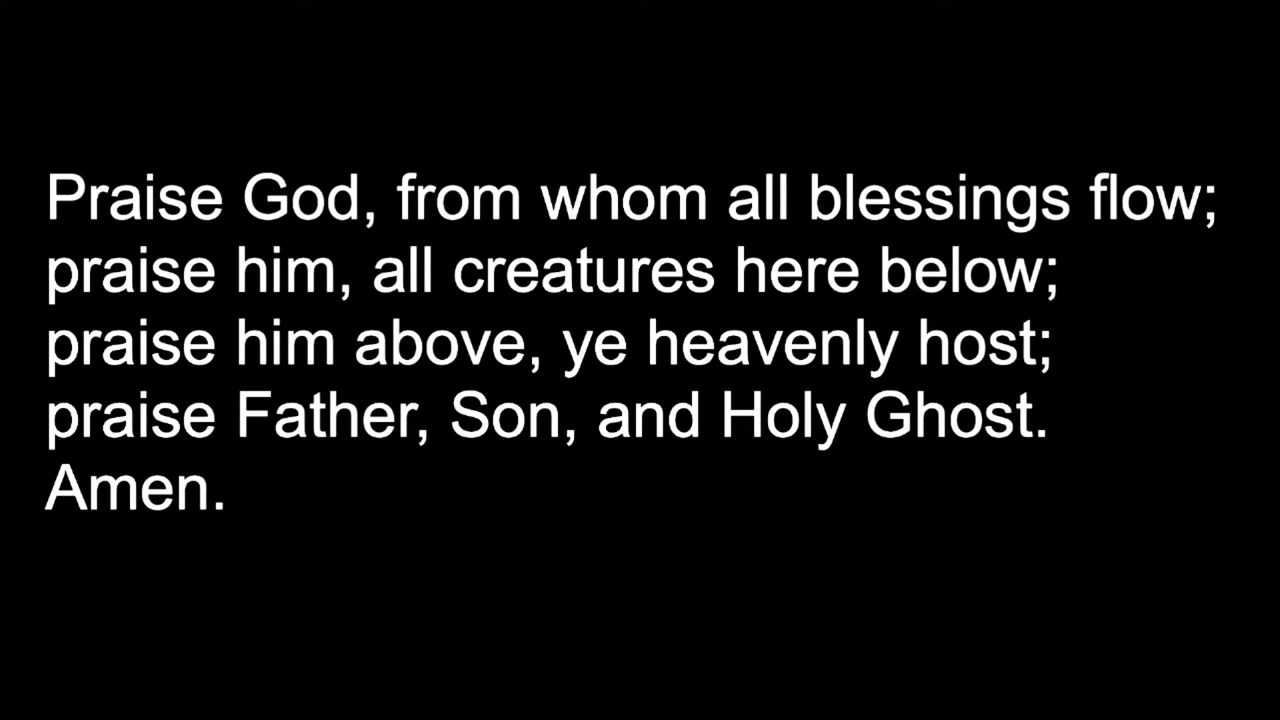 Praise God, from whom all blessings flow;
praise him, all creatures here below;
praise him above, ye heavenly host;
praise Father, Son, and Holy Ghost.
Amen.